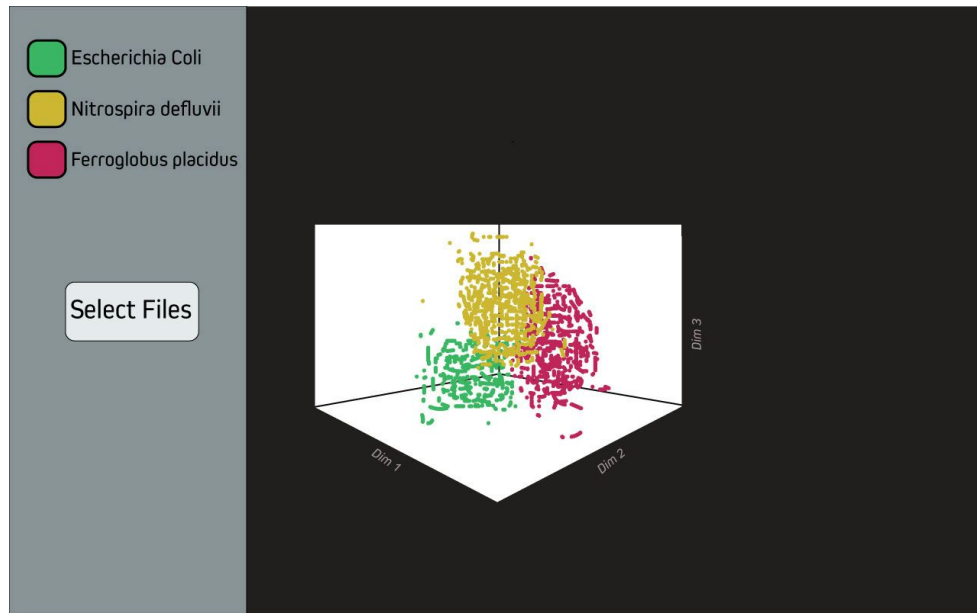 Escherichia Coli
Nitrospira defluvii
Ferroglobus placidus
Select Files
Dim 3
Dim 1
Dim 2